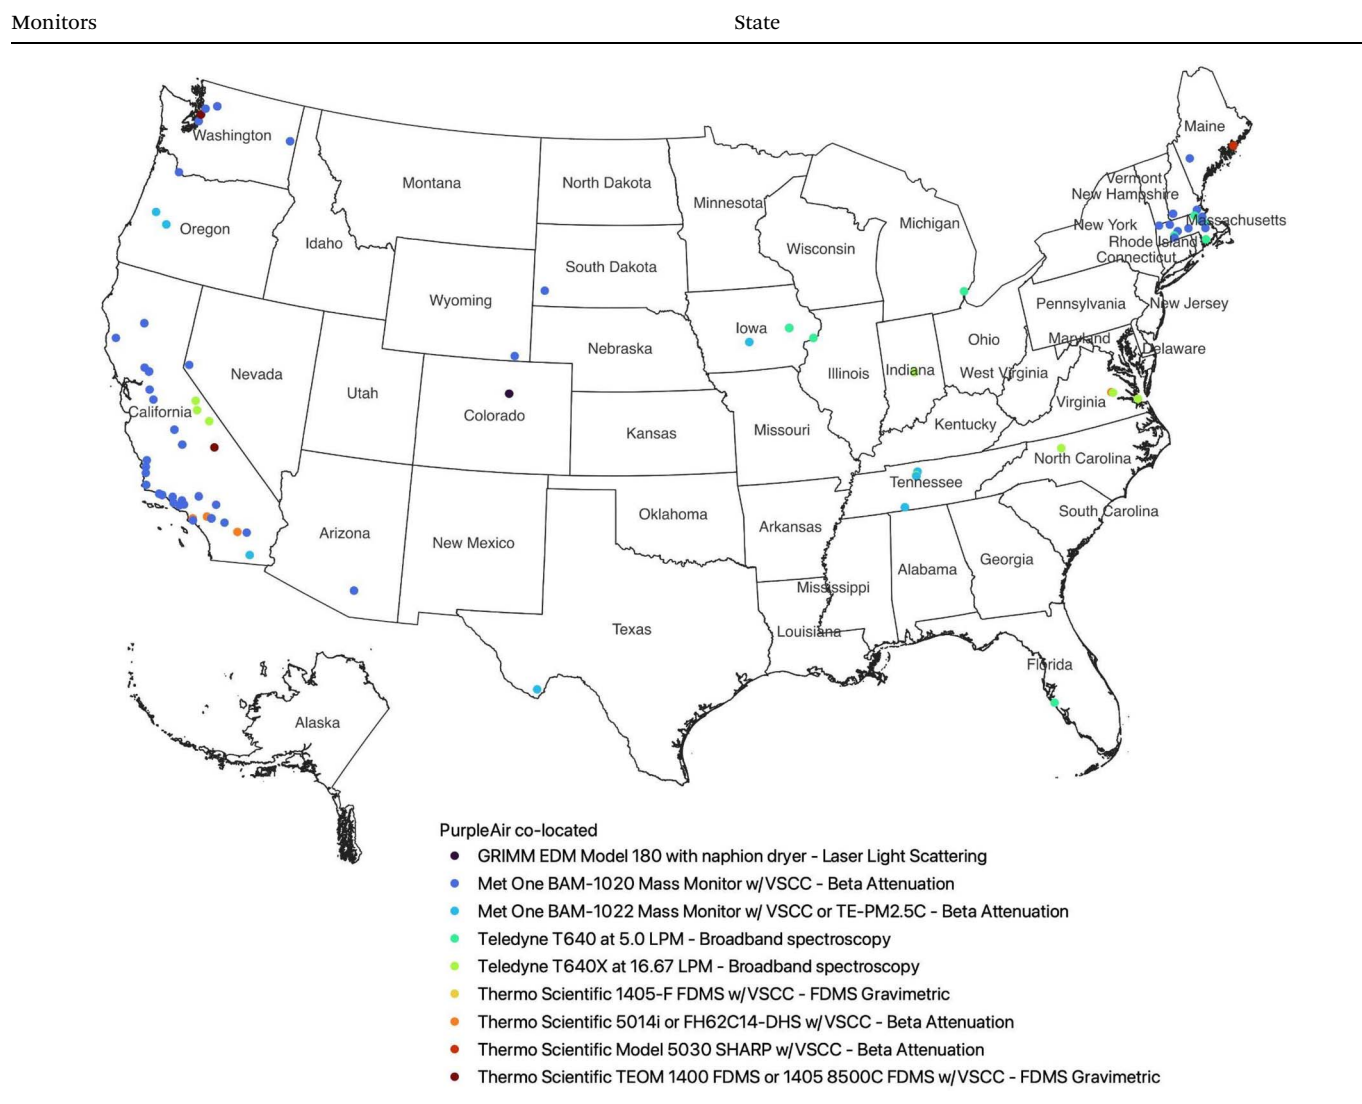 Monitors State
Maine
Washington
Vermont
Montana
North Dakota
New Hampshire
Minnesota
Michigan
New York
Massachusetts
Oregon
Idaho
Wisconsin
Rhode Island
Connecticut
South Dakota
Wyoming
Pennsylvania
New Jersey
Iowa
Ohio
Maryland
Nebraska
Delaware
Nevada
Illinois
Indiana
West Virginia
Utah
Virginia
California
Colorado
Kansas
Missouri
Kentucky
North Carolina
Tennessee
Oklahoma
South Carolina
Arkansas
Arizona
New Mexico
Georgia
Alabama
Mississippi
Texas
Louisiana
Florida
Alaska
PurpleAir co-located
GRIMM EDM Model 180 with naphion dryer - Laser Light Scattering
Met One BAM-1020 Mass Monitor w/VSCC - Beta Attenuation
Met One BAM-1022 Mass Monitor w/ VSCC or TE-PM2.5C - Beta Attenuation
Teledyne T640 at 5.0 LPM - Broadband spectroscopy
Teledyne T640X at 16.67 LPM - Broadband spectroscopy
Thermo Scientific 1405-F FDMS w/VSCC - FDMS Gravimetric
Thermo Scientific 5014i or FH62C14-DHS w/VSCC - Beta Attenuation
Thermo Scientific Model 5030 SHARP w/VSCC - Beta Attenuation
Thermo Scientific TEOM 1400 FDMS or 1405 8500C FDMS w/VSCC - FDMS Gravimetric